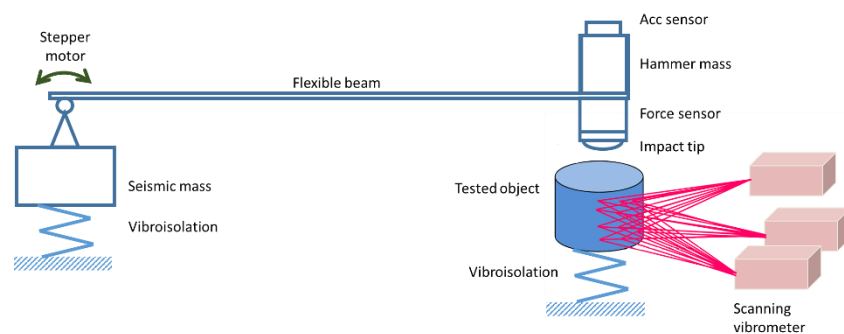 Stepper
motor
Flexible beam
Acc sensor
Hammer mass
Force sensor
Impact tip
Seismic mass
Vibroisolation
Tested object
Vibroisolation
Scanning
vibrometer